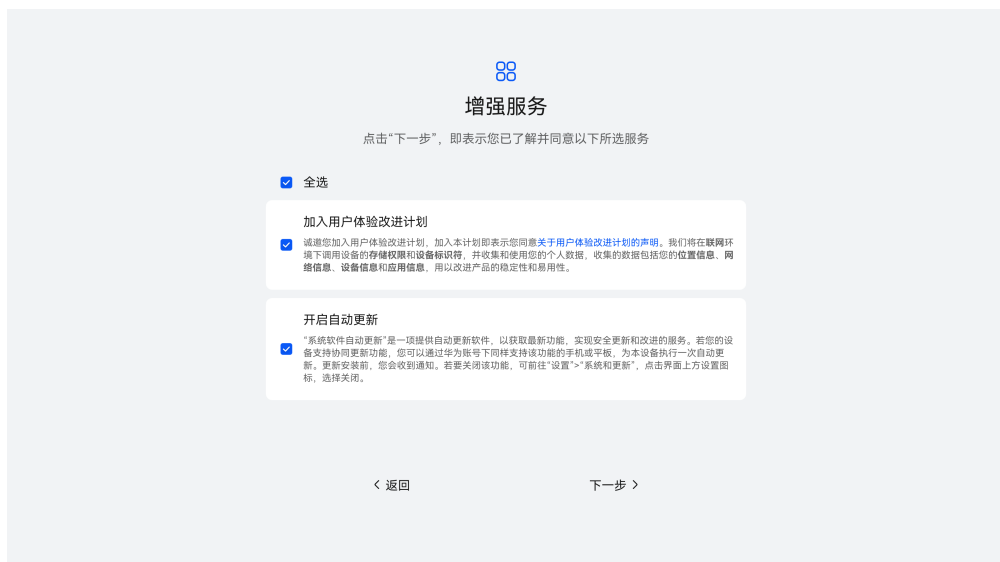 增强服务
点击“下一步”，即表示您已了解并同意以下所选服务
全选
加入用户体验改进计划
诚邀您加入用户体验改进计划，加入本计划即表示您同意关于用户体验改进计划的声明。我们将在联网环
境下调用设备的存储权限和设备标识符，并收集和使用您的个人数据，收集的数据包括您的位置信息、网
络信息、设备信息和应用信息，用以改进产品的稳定性和易用性。
开启自动更新
“系统软件自动更新”是一项提供自动更新软件，以获取最新功能，实现安全更新和改进的服务。若您的设
备支持协同更新功能，您可以通过华为账号下同样支持该功能的手机或平板，为本设备执行一次自动更
新。更新安装前，您会收到通知。若要关闭该功能，可前往“设置”>“系统和更新”，点击界面上方设置图
标，选择关闭。
返回
下一步